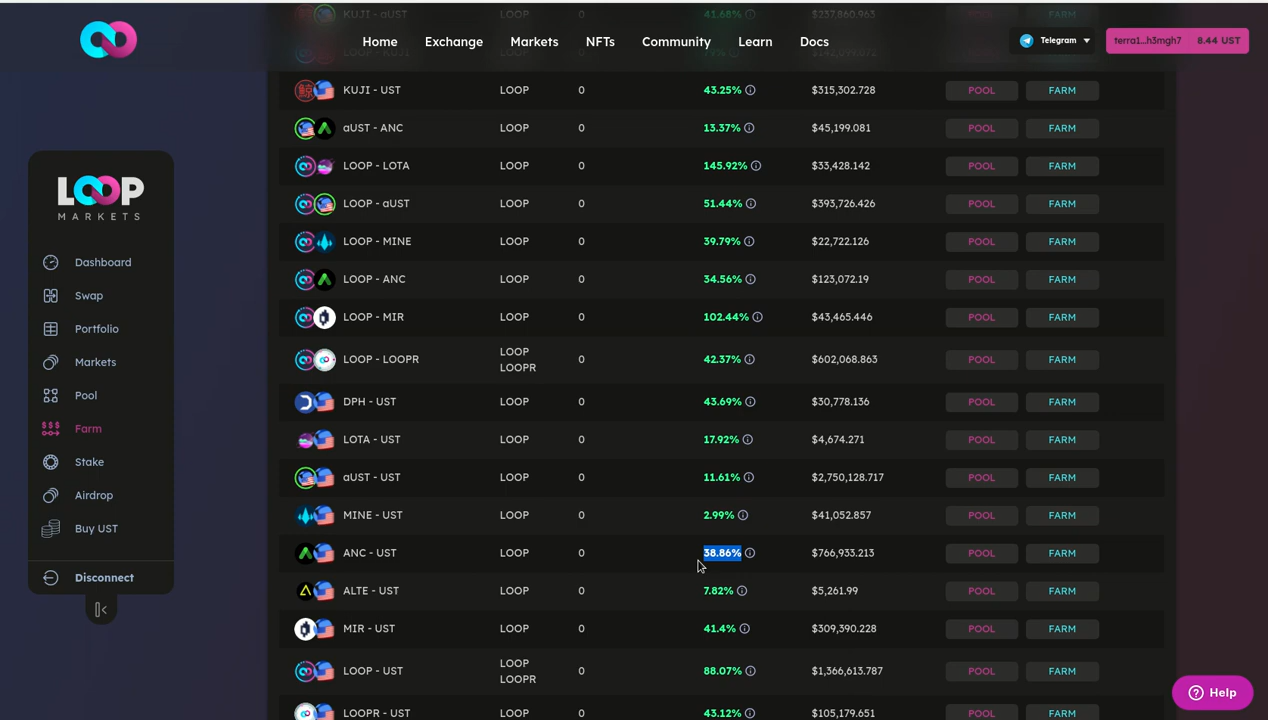 KUJI - aUST 41.68% $237,860.963
Home Exchange Markets NFTs Community Learn Docs
Telegram terra1...h3mgh7 8.44 UST
KUJI - UST LOOP 0 43.25% $315,302.728 POOL FARM
aUST - ANC LOOP 0 13.37% $45,199.081 POOL FARM
LOOP - LOTA LOOP 0 145.92% $33,428.142 POOL FARM
LOOP - aUST LOOP 0 51.44% $393,726.426 POOL FARM
LOOP - MINE LOOP 0 39.79% $22,722.126 POOL FARM
LOOP - ANC LOOP 0 34.56% $123,072.19 POOL FARM
LOOP - MIR LOOP 0 102.44% $43,465.446 POOL FARM
LOOP - LOOPR LOOP LOOPR 0 42.37% $602,068.863 POOL FARM
DPH - UST LOOP 0 43.69% $30,778.136 POOL FARM
LOTA - UST LOOP 0 17.92% $4,674.271 POOL FARM
aUST - UST LOOP 0 11.61% $2,750,128.717 POOL FARM
MINE - UST LOOP 0 2.99% $41,052.857 POOL FARM
ANC - UST LOOP 0 38.86% $766,933.213 POOL FARM
ALTE - UST LOOP 0 7.82% $5,261.99 POOL FARM
MIR - UST LOOP 0 41.4% $309,390.228 POOL FARM
LOOP - UST LOOP LOOPR 0 88.07% $1,366,613.787 POOL FARM
LOOPR - UST LOOP 0 43.12% $105,179.651 POOL FARM
LOOP
MARKETS
Dashboard
Swap
Portfolio
Markets
Pool
$$$ Farm
Stake
Airdrop
Buy UST
Disconnect
Help